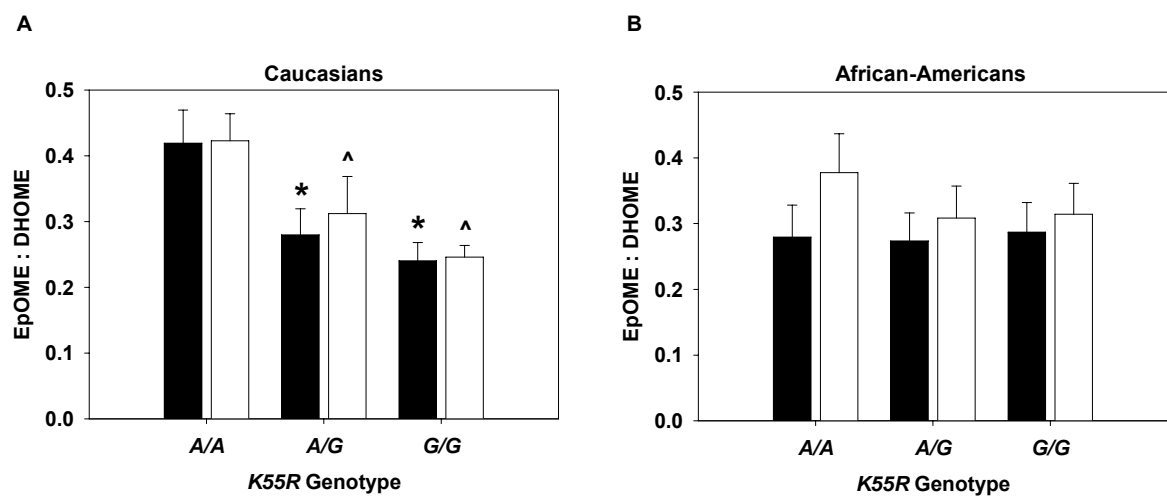 A
Caucasians
0.5
0.4
0.3
0.2
0.1
0.0
EpOME : DHOME
*
^
*
^
A/A A/G G/G
K55R Genotype
B
African-Americans
0.5
0.4
0.3
0.2
0.1
0.0
EpOME : DHOME
A/A A/G G/G
K55R Genotype